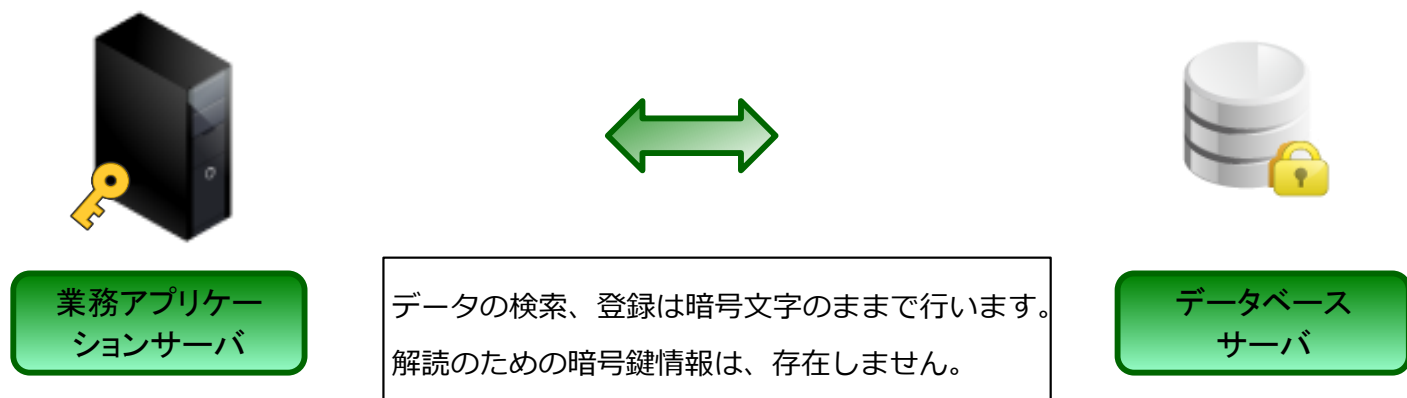 業務アプリケー
ションサーバ
データの検索、登録は暗号文字のままで行います。
解読のための暗号鍵情報は、存在しません。
データベース
サーバ